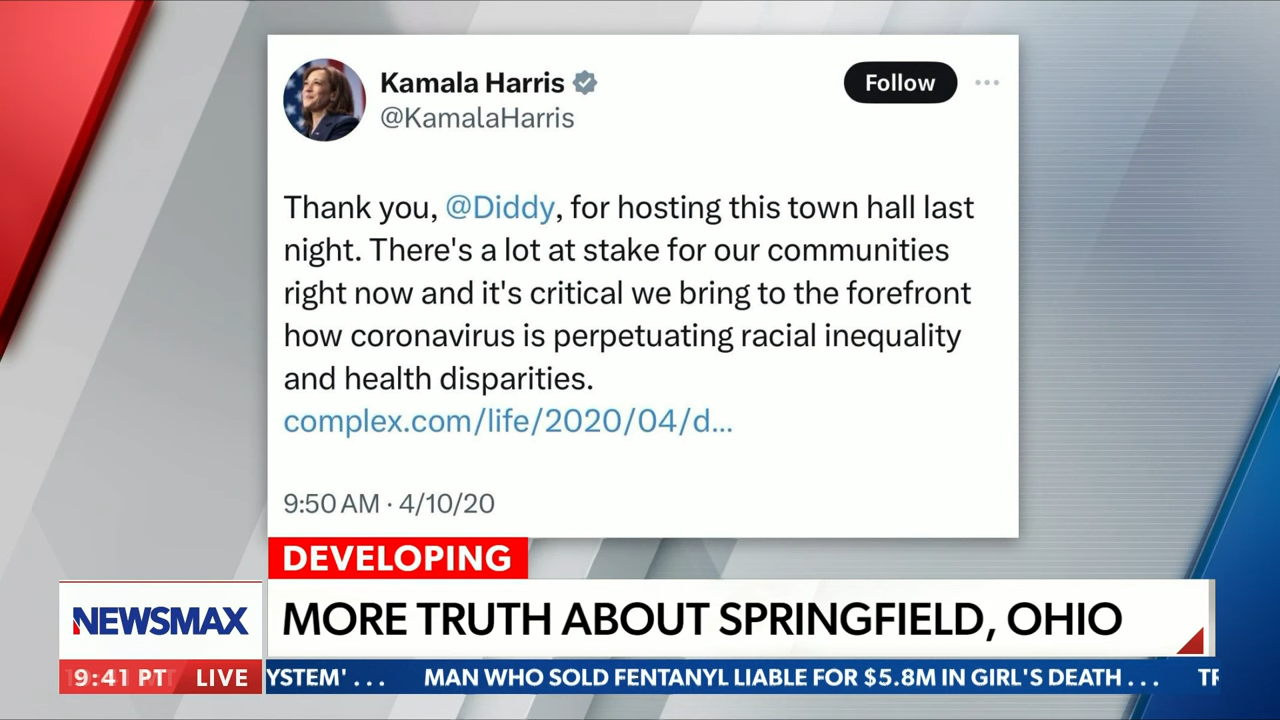 Kamala Harris
@KamalaHarris
Follow
Thank you, @Diddy, for hosting this town hall last
night. There's a lot at stake for our communities
right now and it's critical we bring to the forefront
how coronavirus is perpetuating racial inequality
and health disparities.
complex.com/life/2020/04/d...
9:50 AM · 4/10/20
DEVELOPING
NEWSMAX
MORE TRUTH ABOUT SPRINGFIELD, OHIO
9:41 PT LIVE
YSTEM' . . . MAN WHO SOLD FENTANYL LIABLE FOR $5.8M IN GIRL'S DEATH . . .